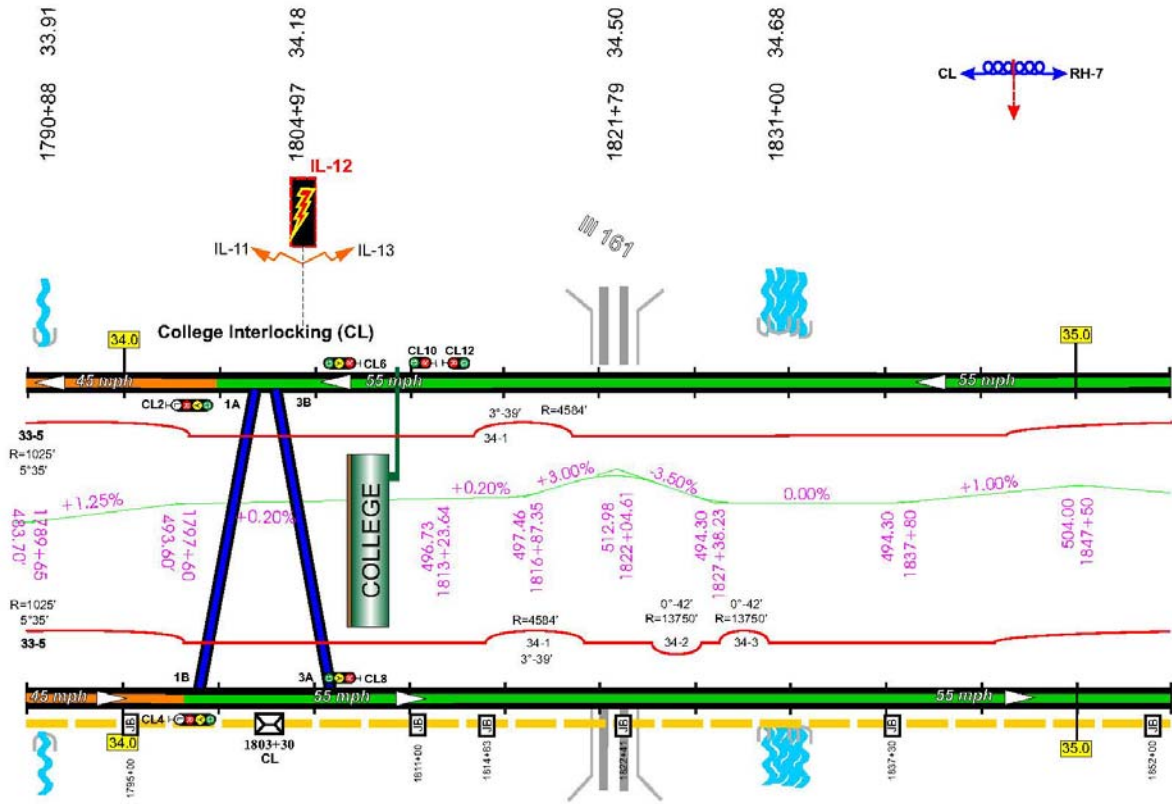 33.91
1790+88
34.18
1804+97
34.50
1821+79
34.68
1831+00
CL
RH-7
IL-12
IL-11
IL-13
Ill 161
College Interlocking (CL)
34.0
CL6
CL10
CL12
35.0
45 mph
55 mph
55 mph
CL2
1A
3B
33-5
R=1025'
5°35'
3°-39'
R=4584'
34-1
+1.25%
+0.20%
+0.20%
+3.00%
-3.50%
0.00%
+1.00%
1789+65
483.70'
1797+60
493.60'
COLLEGE
496.73
1813+23.64
497.46
1816+87.35
512.98
1822+04.61
494.30
1827+38.23
494.30
1837+80
504.00
1847+50
R=1025'
5°35'
33-5
R=4584'
34-1
3°-39'
0°-42'
R=13750'
34-2
0°-42'
R=13750'
34-3
1B
3A
CL8
45 mph
55 mph
55 mph
CL4
JB
34.0
1795+00
1803+30
CL
JB
1811+00
JB
1814+83
JB
1822+41
JB
1837+30
35.0
JB
1852+00